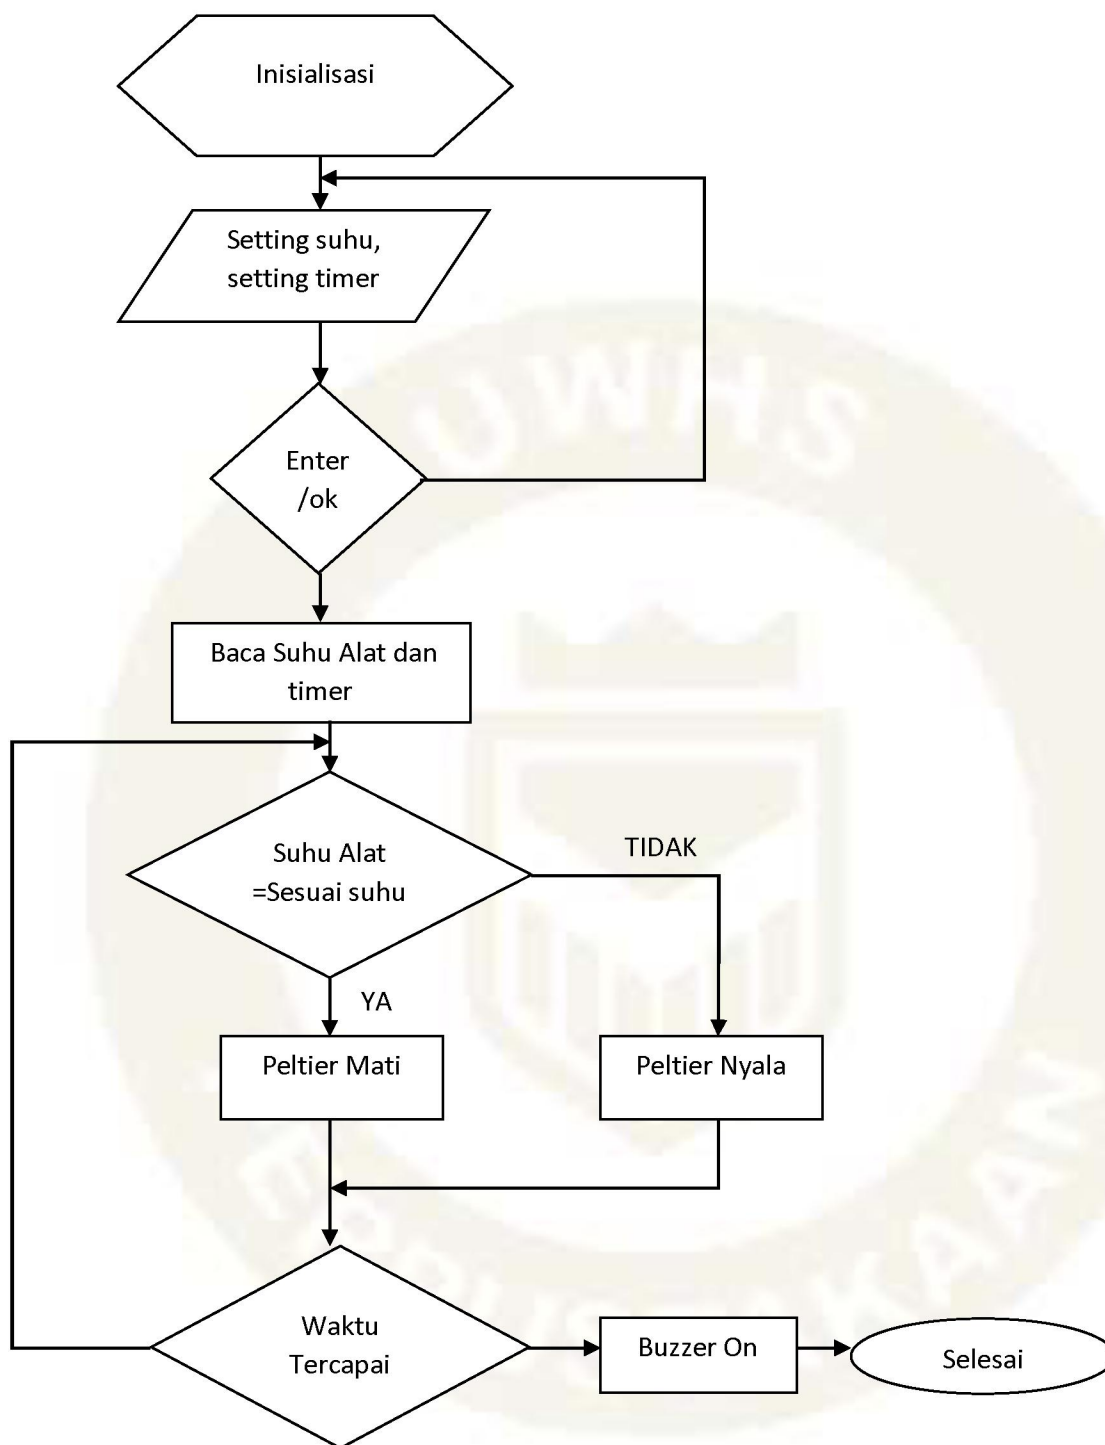 Inisialisasi
Setting suhu,
setting timer
Enter
/ok
Baca Suhu Alat dan
timer
Suhu Alat
=Sesuai suhu
TIDAK
YA
Peltier Mati
Peltier Nyala
Waktu
Tercapai
Buzzer On
Selesai
UWHS